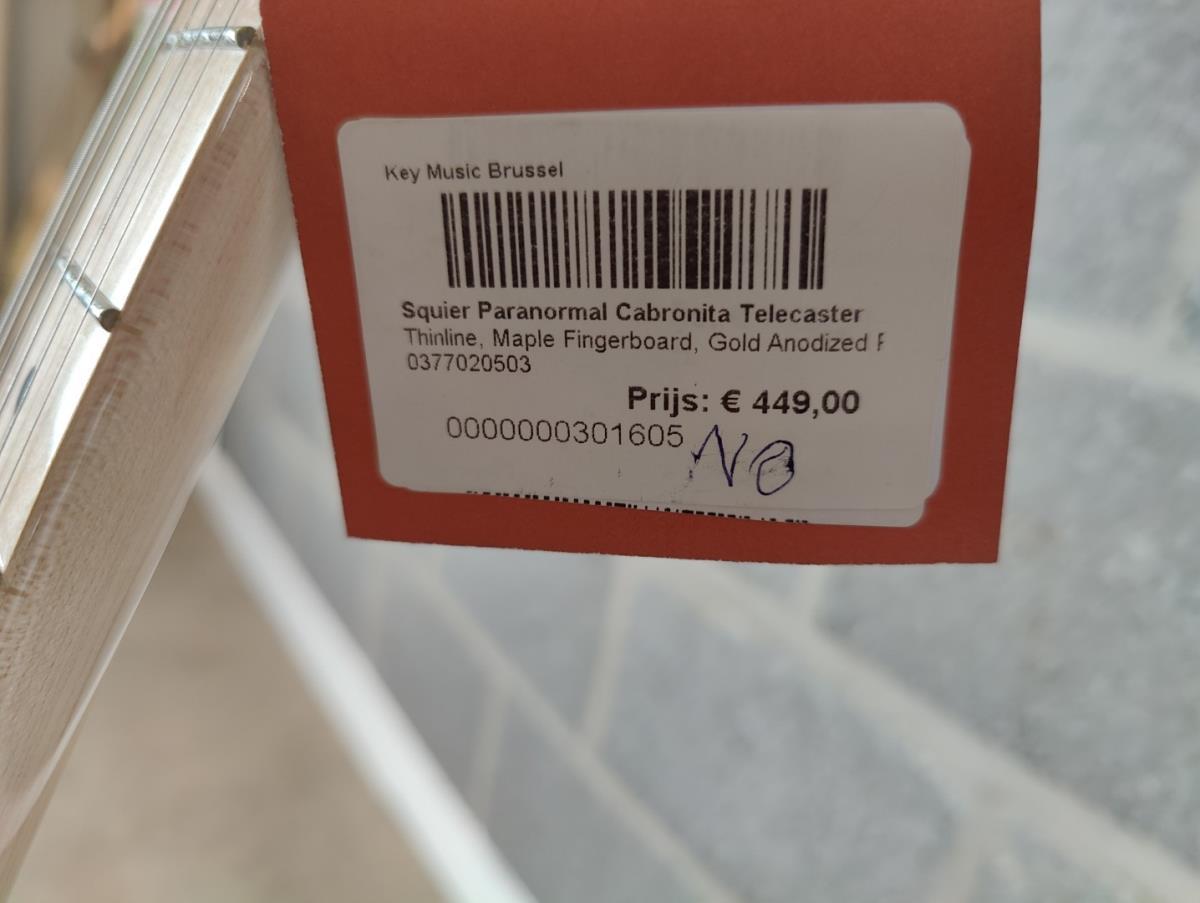 Key Music Brussel
Squier Paranormal Cabronita Telecaster
Thinline, Maple Fingerboard, Gold Anodized
0377020503
Prijs: € 449,00
0000000301605
NO